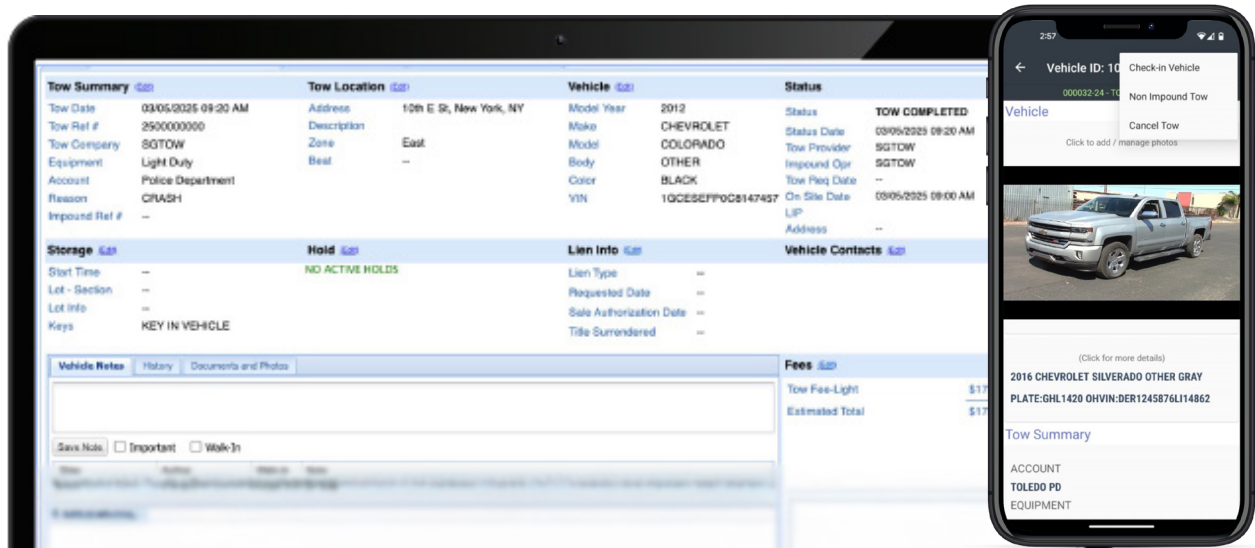 Tow Summary Edit
Tow Date 03/05/2025 09:20 AM
Tow Ref # 2500000000
Tow Company SGTOW
Equipment Light Duty
Account Police Department
Reason CRASH
Impound Ref # --
Tow Location Edit
Address 10th E St, New York, NY
Description
Zone East
Beat --
Vehicle Edit
Model Year 2012
Make CHEVROLET
Model COLORADO
Body OTHER
Color BLACK
VIN 1GCESEFP0C8147457
Status
Status TOW COMPLETED
Status Date 03/05/2025 09:20 AM
Tow Provider SGTOW
Impound Opr SGTOW
Tow Req Date --
On Site Date 03/05/2025 09:00 AM
LIP
Address --
Storage Edit
Start Time --
Lot - Section --
Lot Info --
Keys KEY IN VEHICLE
Hold Edit
NO ACTIVE HOLDS
Lien Info Edit
Lien Type --
Requested Date --
Sale Authorization Date --
Title Surrendered --
Vehicle Contacts Edit
Vehicle Notes History Documents and Photos
Save Note Important Walk-In
Fees Edit
Tow Fee-Light $17
Estimated Total $17
2:57
Vehicle ID: 10
000032-24 - TO
Check-in Vehicle
Non Impound Tow
Cancel Tow
Vehicle
Click to add / manage photos
(Click for more details)
2016 CHEVROLET SILVERADO OTHER GRAY
PLATE:GHL1420 OHVIN:DER1245876LI14862
Tow Summary
ACCOUNT
TOLEDO PD
EQUIPMENT